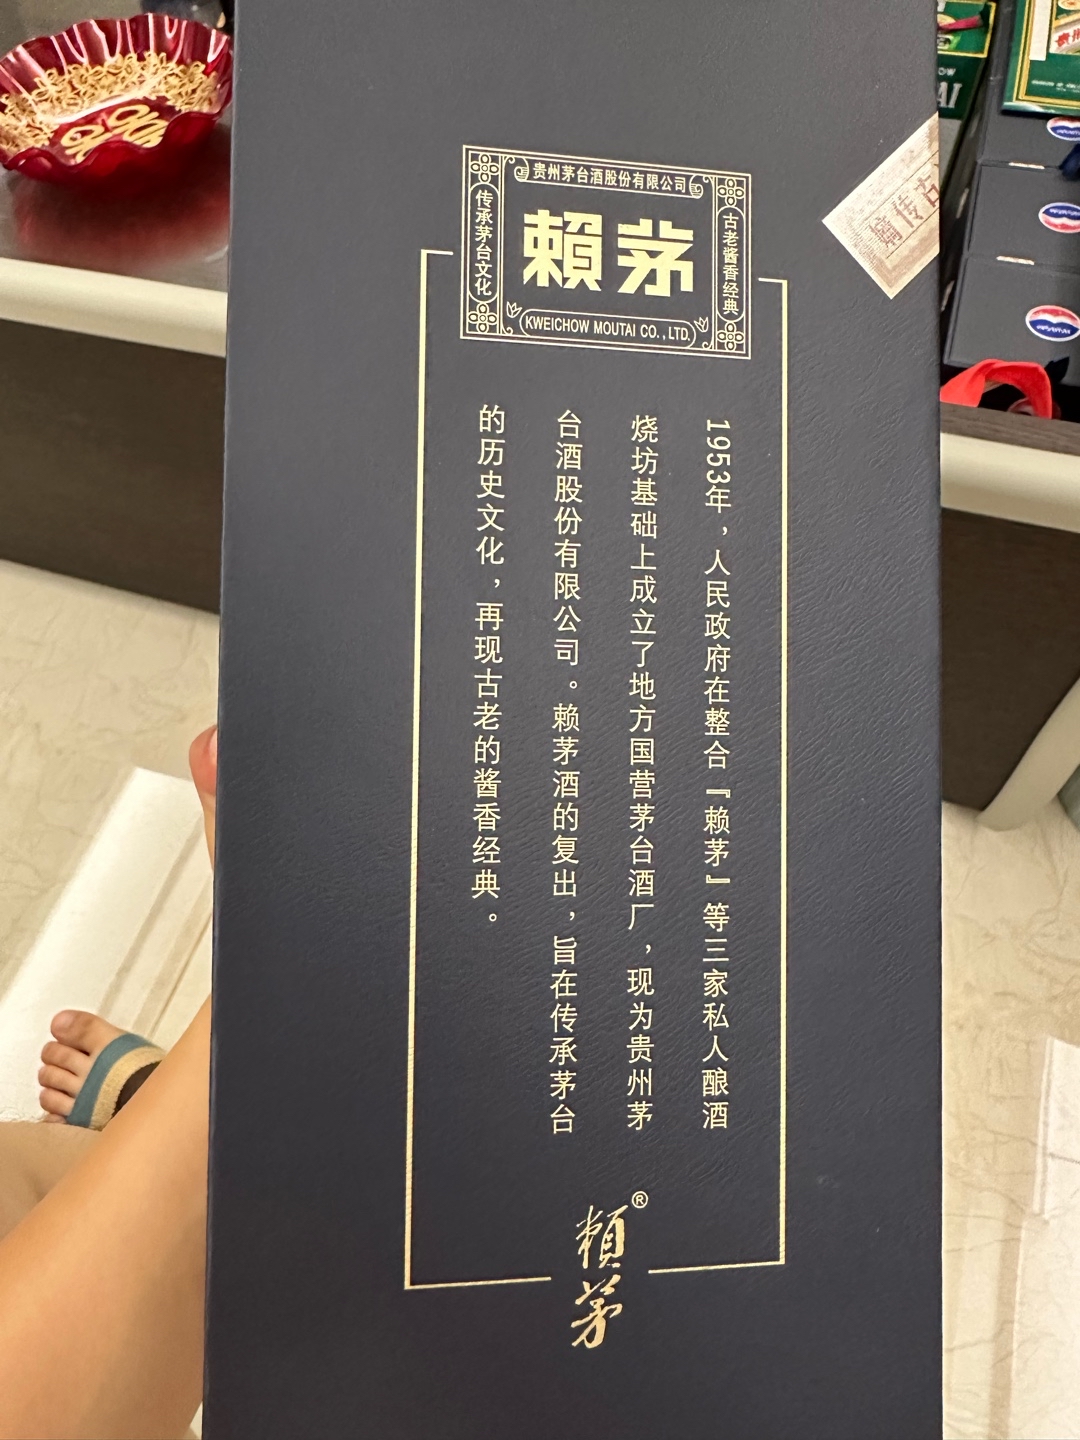 贵州茅台酒股份有限公司
传承茅台文化
賴茅
古老酱香经典
KWEICHOW MOUTAI CO.,LTD.
1953年，人民政府在整合『赖茅』等三家私人酿酒
烧坊基础上成立了地方国营茅台酒厂，现为贵州茅
台酒股份有限公司。赖茅酒的复出，旨在传承茅台
的历史文化，再现古老的酱香经典。
賴茅®
传古